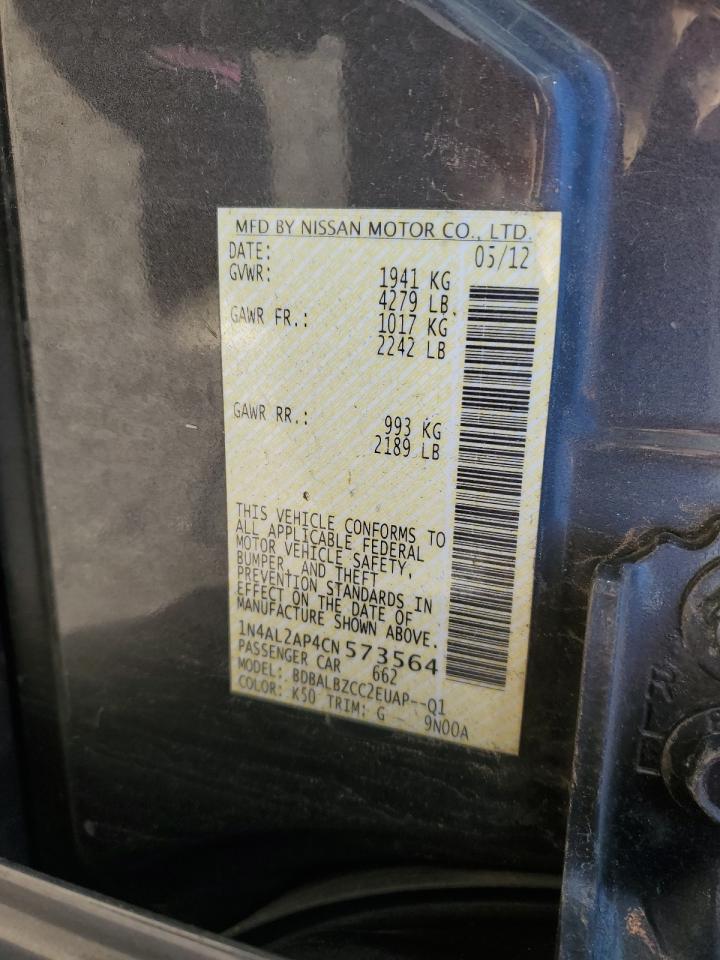 MFD BY NISSAN MOTOR CO., LTD.
DATE: 05/12
GVWR: 1941 KG
4279 LB
GAWR FR.: 1017 KG
2242 LB
GAWR RR.: 993 KG
2189 LB
THIS VEHICLE CONFORMS TO
ALL APPLICABLE FEDERAL
MOTOR VEHICLE SAFETY,
BUMPER, AND THEFT
PREVENTION STANDARDS IN
EFFECT ON THE DATE OF
MANUFACTURE SHOWN ABOVE.
1N4AL2AP4CN 573564
PASSENGER CAR 662
MODEL: BDBALBZCC2EUAP--Q1
COLOR: K50 TRIM: G - 9N00A